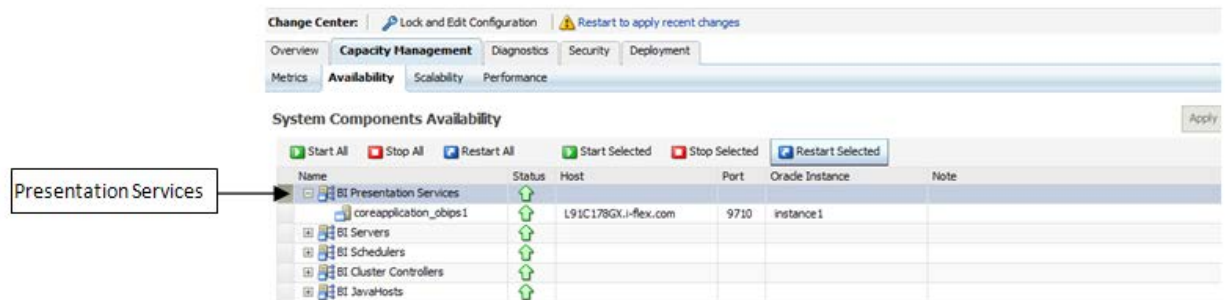 Change Center: Lock and Edit Configuration Restart to apply recent changes
Overview Capacity Management Diagnostics Security Deployment
Metrics Availability Scalability Performance
System Components Availability Apply
Start All Stop All Restart All Start Selected Stop Selected Restart Selected
Name Status Host Port Oracle Instance Note
Presentation Services
BI Presentation Services
coreapplication_obips1 L91C178GX.i-flex.com 9710 instance1
BI Servers
BI Schedulers
BI Cluster Controllers
BI JavaHosts